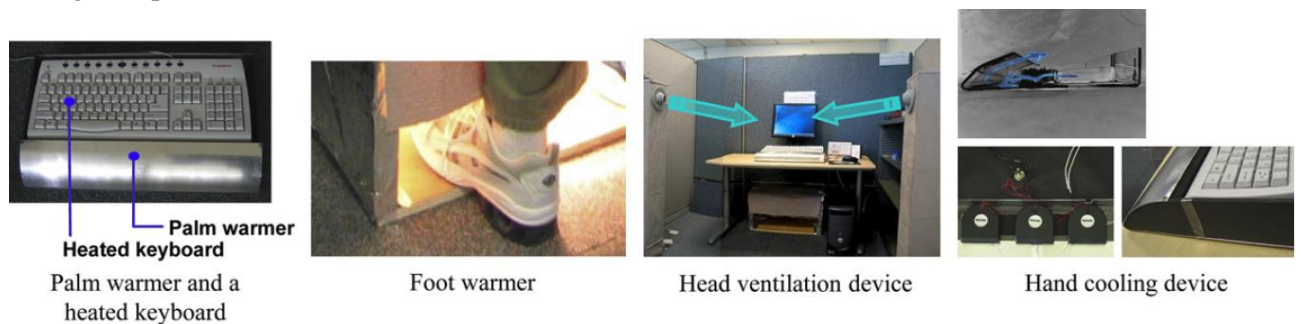 Palm warmer
Heated keyboard
Palm warmer and a
heated keyboard
Foot warmer
Head ventilation device
Hand cooling device